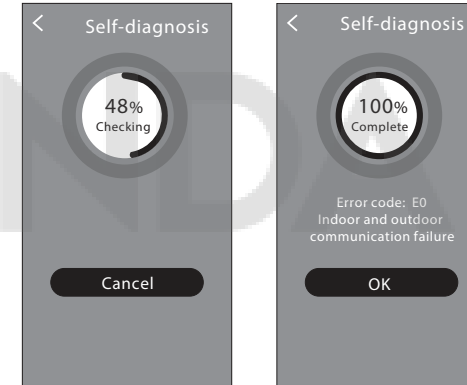 Self-diagnosis
48%
Checking
Cancel
Self-diagnosis
100%
Complete
Error code: E0
Indoor and outdoor
communication failure
OK